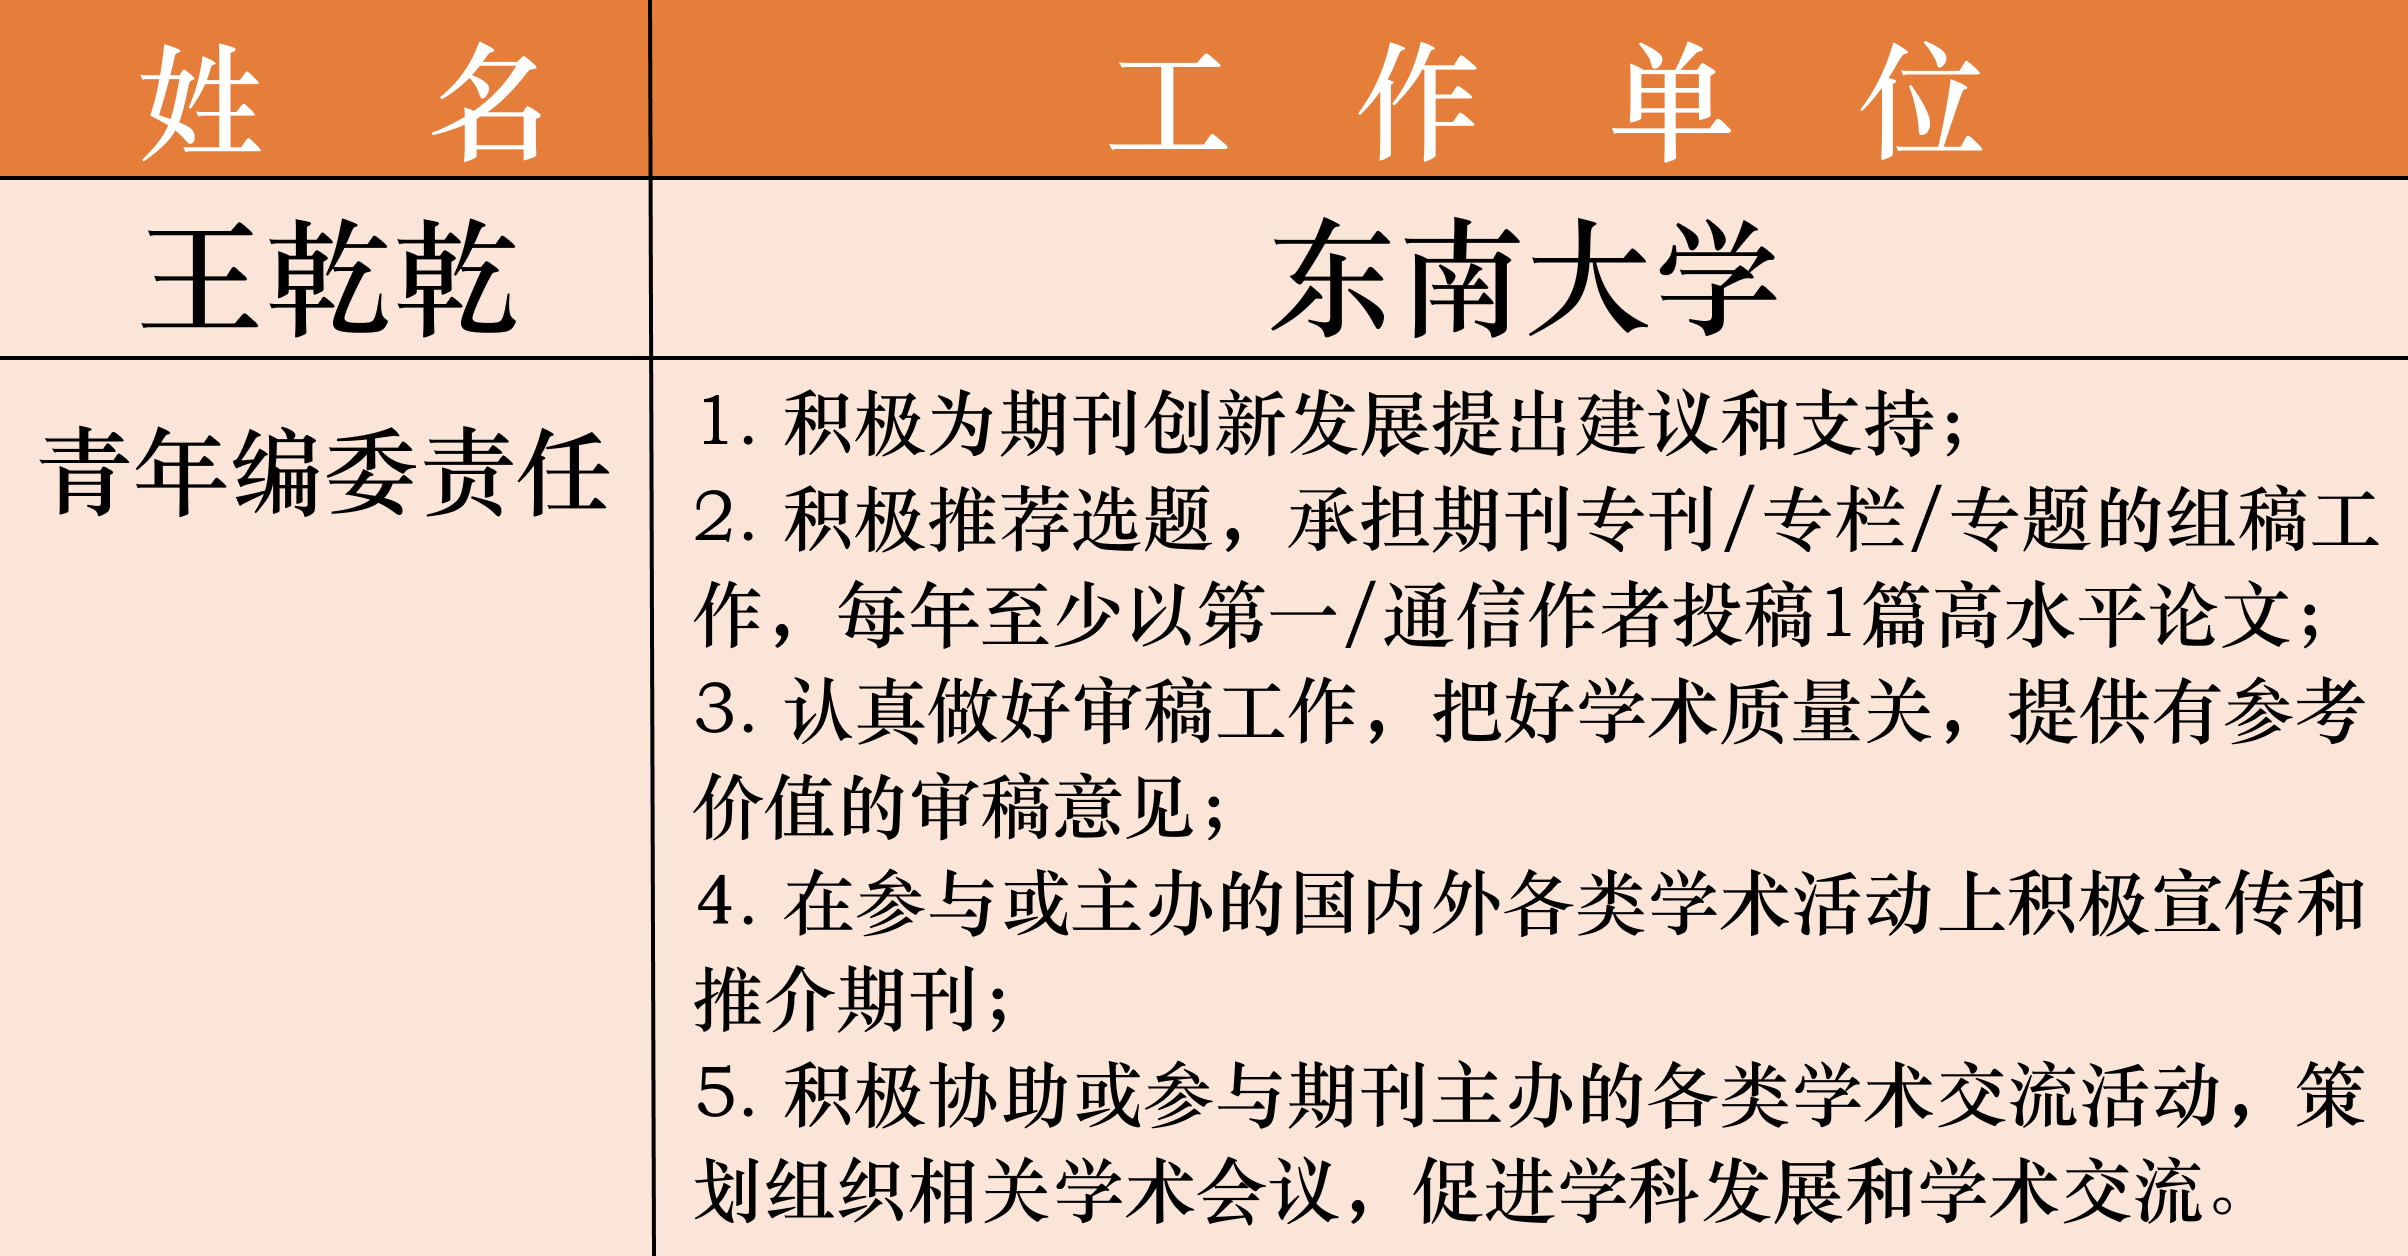 姓 名 工 作 单 位
王乾乾 东南大学
青年编委责任
1. 积极为期刊创新发展提出建议和支持；
2. 积极推荐选题，承担期刊专刊/专栏/专题的组稿工
作，每年至少以第一/通信作者投稿1篇高水平论文；
3. 认真做好审稿工作，把好学术质量关，提供有参考
价值的审稿意见；
4. 在参与或主办的国内外各类学术活动上积极宣传和
推介期刊；
5. 积极协助或参与期刊主办的各类学术交流活动，策
划组织相关学术会议，促进学科发展和学术交流。